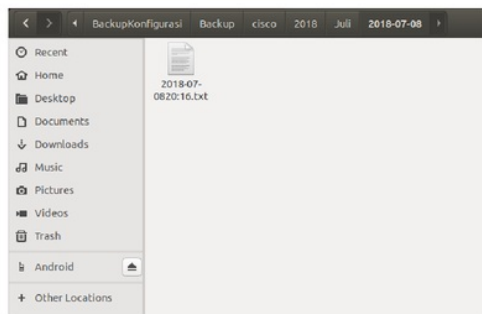 BackupKonfigurasi Backup cisco 2018 Juli 2018-07-08
Recent
Home
Desktop
Documents
Downloads
Music
Pictures
Videos
Trash
Android
+ Other Locations
2018-07-
0820:16.txt